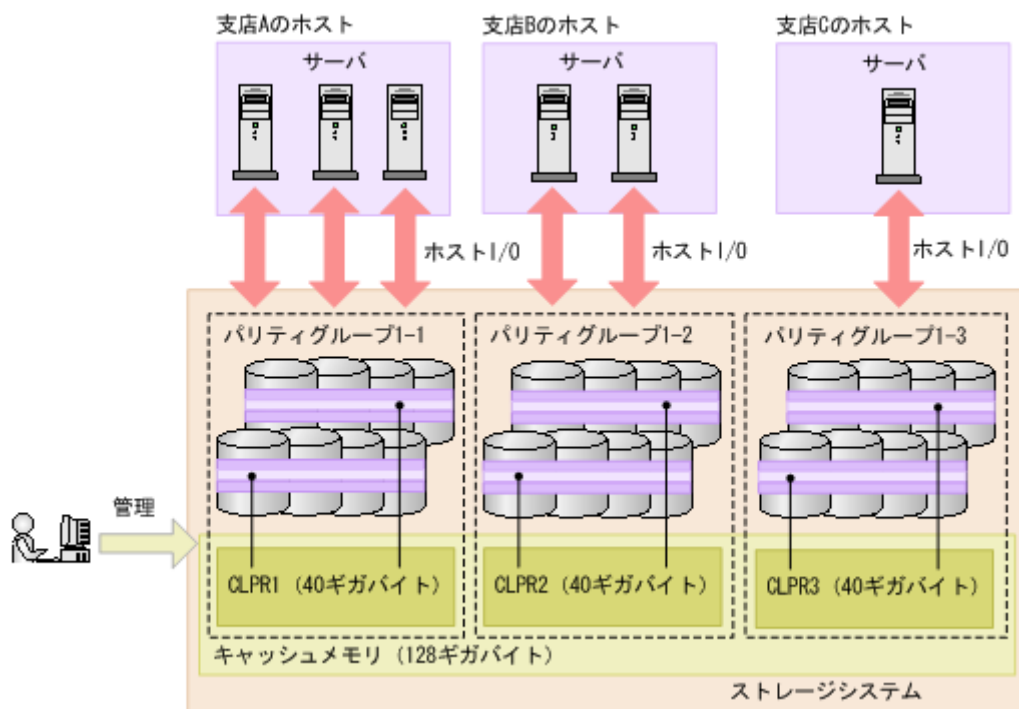 支店Aのホスト
支店Bのホスト
支店Cのホスト
サーバ
サーバ
サーバ
ホストI/O
ホストI/O
ホストI/O
パリティグループ1-1
パリティグループ1-2
パリティグループ1-3
管理
CLPR1 (40ギガバイト)
CLPR2 (40ギガバイト)
CLPR3 (40ギガバイト)
キャッシュメモリ (128ギガバイト)
ストレージシステム